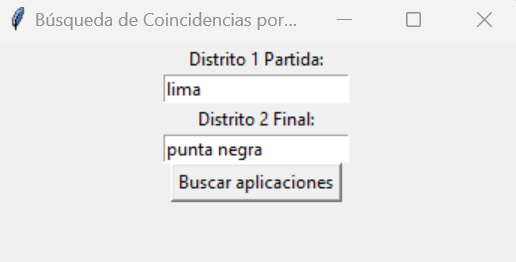 Búsqueda de Coincidencias por...
Distrito 1 Partida:
lima
Distrito 2 Final:
punta negra
Buscar aplicaciones